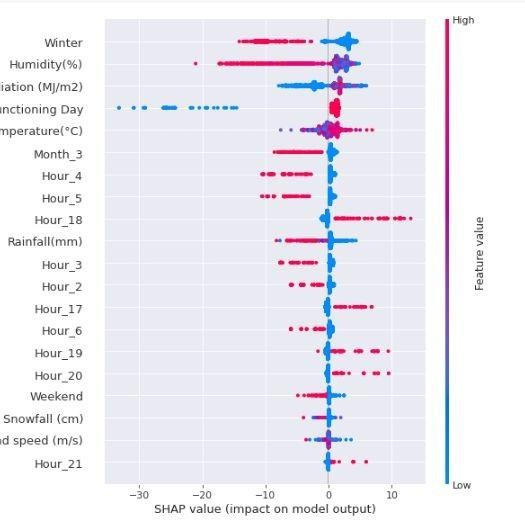 High
Winter
Humidity(%)
iation (MJ/m2)
nctioning Day
mperature(°C)
Month_3
Hour_4
Hour_5
Hour_18
Rainfall(mm)
Hour_3
Hour_2
Hour_17
Hour_6
Hour_19
Hour_20
Weekend
Snowfall (cm)
nd speed (m/s)
Hour_21
Feature value
Low
−30 −20 −10 0 10
SHAP value (impact on model output)